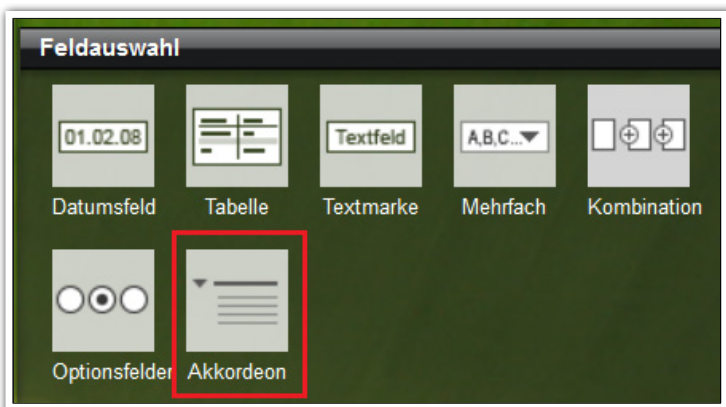 Feldauswahl
01.02.08
Textfeld
A,B,C...
Datumsfeld Tabelle Textmarke Mehrfach Kombination
Optionsfelder Akkordeon